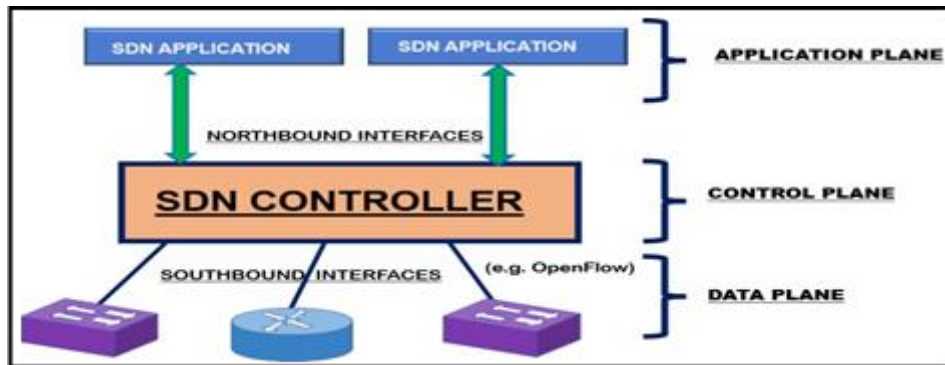 SDN APPLICATION
SDN APPLICATION
APPLICATION PLANE
NORTHBOUND INTERFACES
SDN CONTROLLER
CONTROL PLANE
SOUTHBOUND INTERFACES
(e.g. OpenFlow)
DATA PLANE